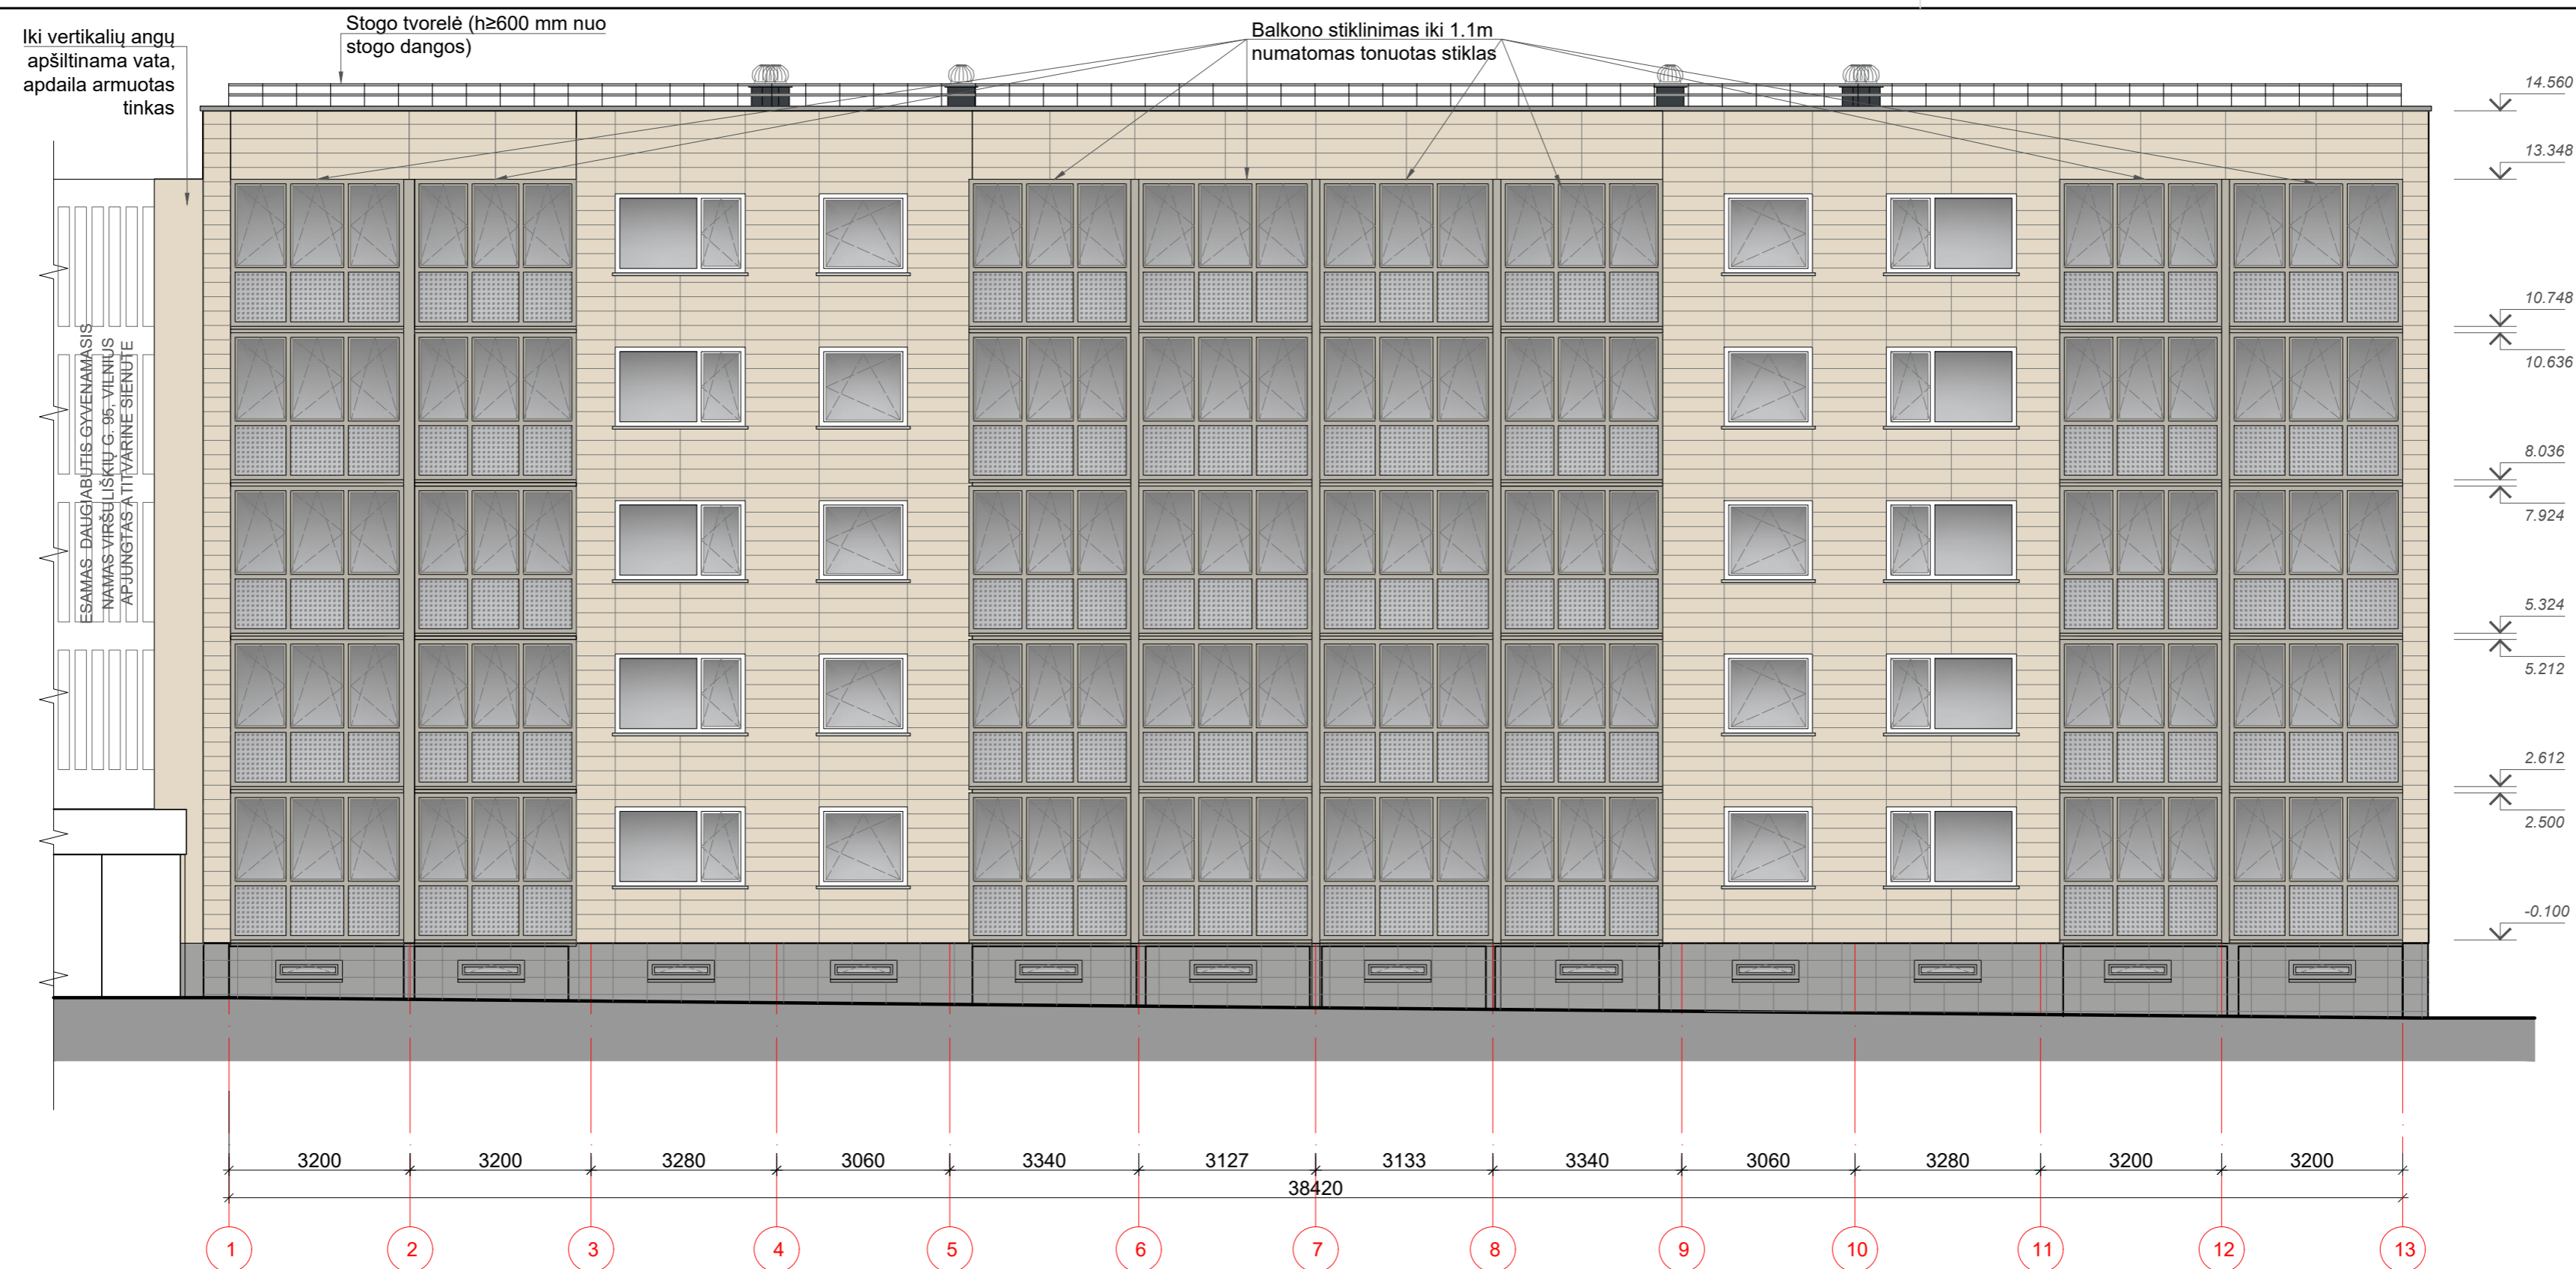 Iki vertikalių angų
apšiltinama vata,
apdaila armuotas
tinkas
Stogo tvorelė (h≥600 mm nuo
stogo dangos)
Balkono stiklinimas iki 1.1m
numatomas tonuotas stiklas
14.560
13.348
10.748
10.636
8.036
7.924
5.324
5.212
2.612
2.500
-0.100
ESAMAS DAUGIABUTIS GYVENAMASIS
NAMAS VIRŠULIŠKIŲ G. 95, VILNIUS
APJUNGTAS ATITVARINE SIENUTE
3200 3200 3280 3060 3340 3127 3133 3340 3060 3280 3200 3200
38420
1 2 3 4 5 6 7 8 9 10 11 12 13